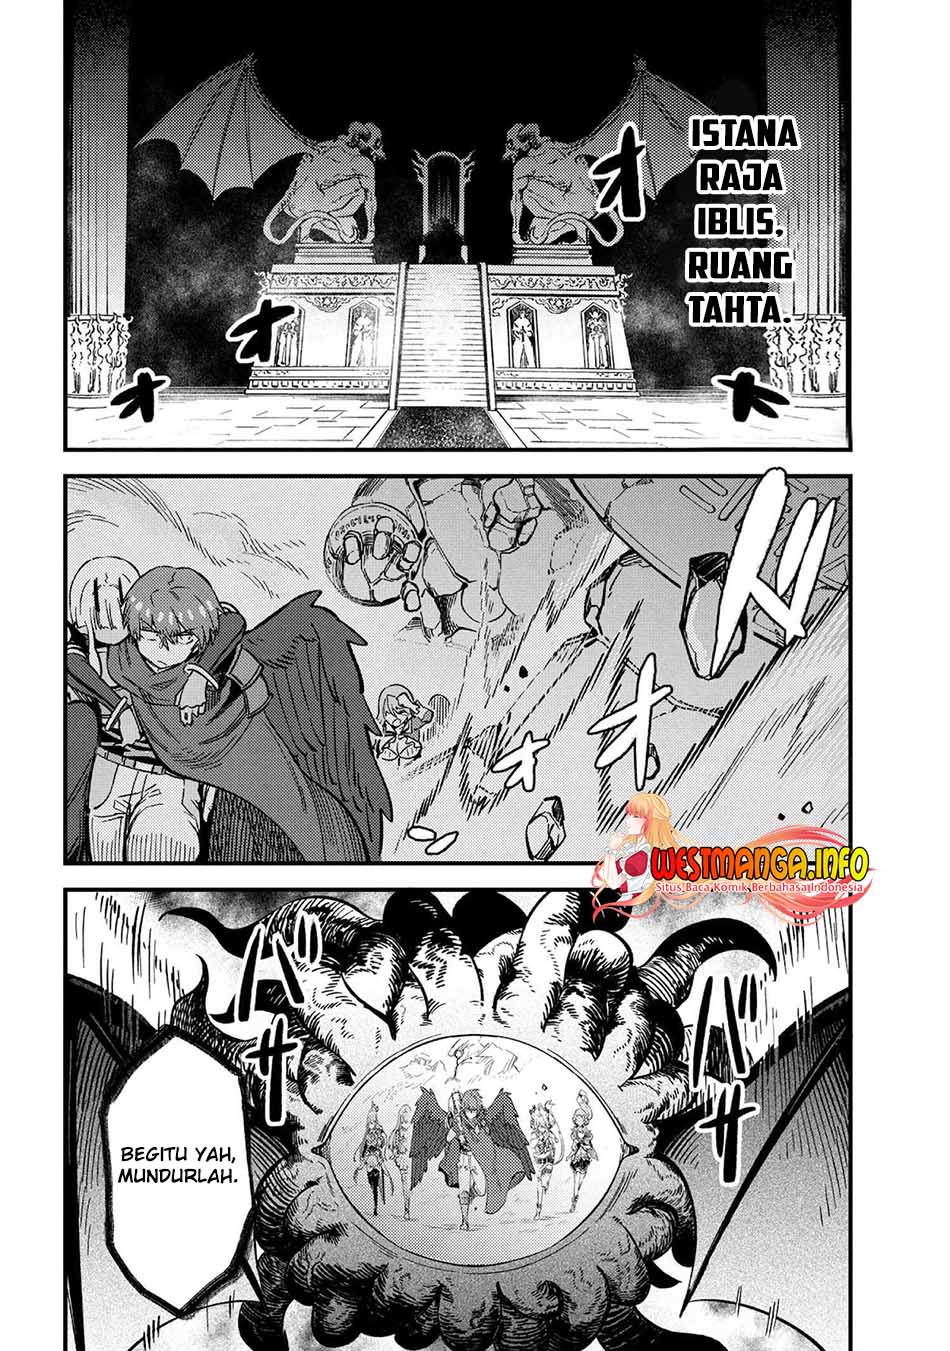 ISTANA
RAJA
IBLIS,
RUANG
TAHTA.
オ
オ
オ
ド
オ
オ
WESTMANGA.INFO
SITUS BACA KOMIK BERBAHASA INDONESIA
バサ
バサ
BEGITU YAH,
MUNDURLAH.